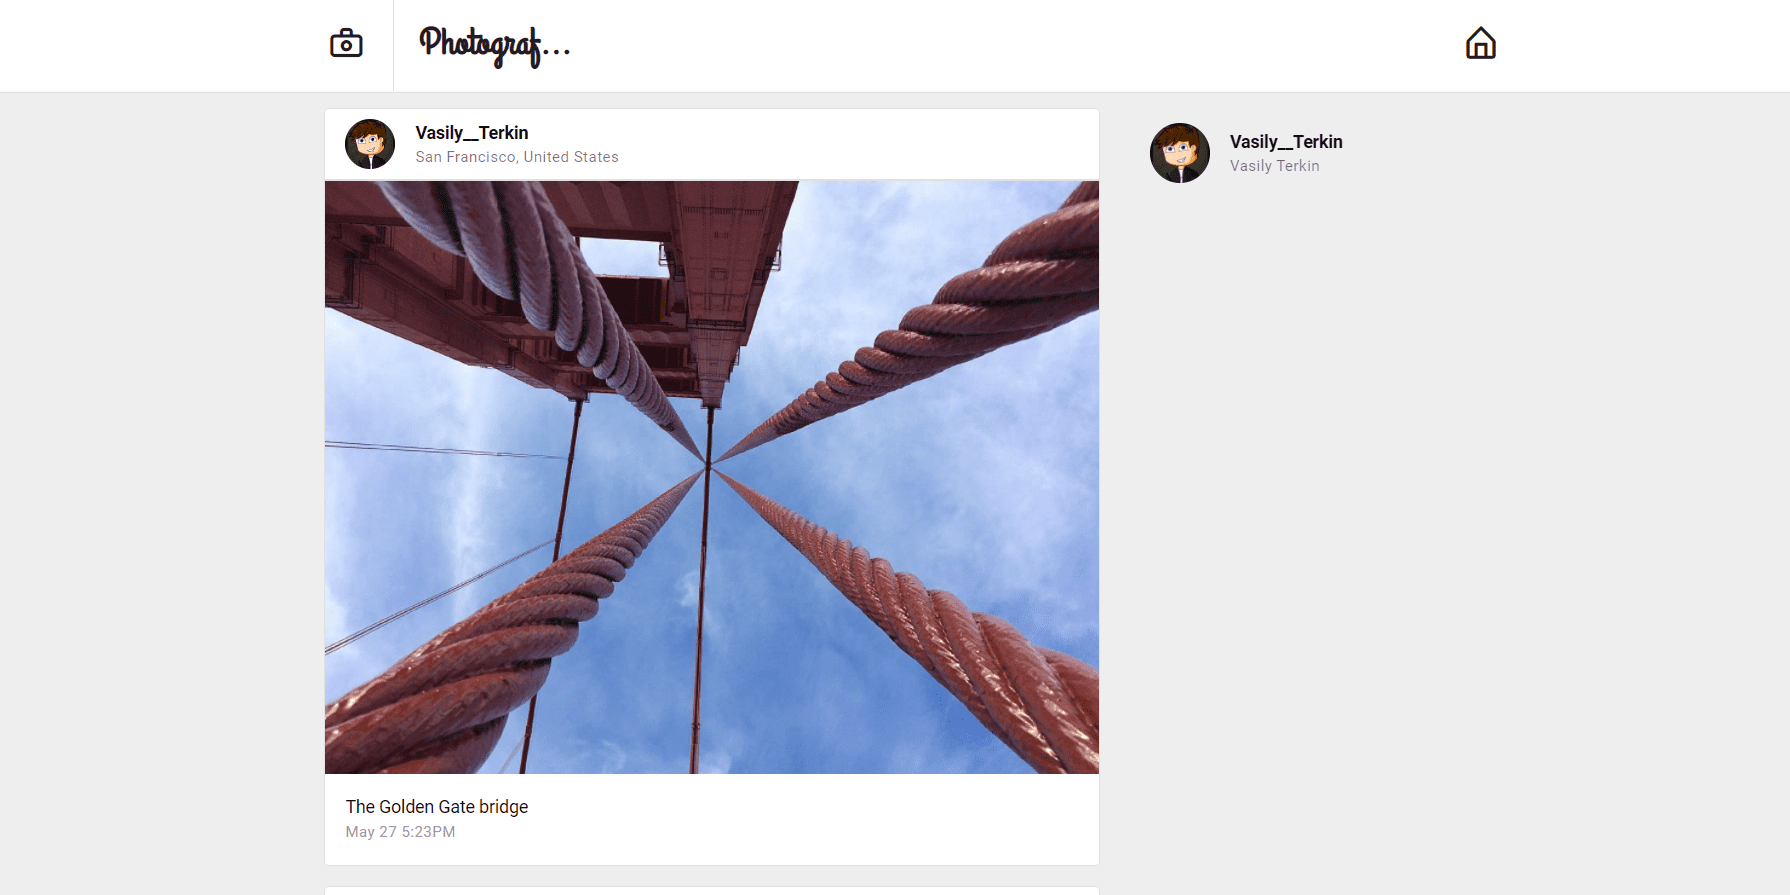 Photograf...
Vasily__Terkin
San Francisco, United States
Vasily__Terkin
Vasily Terkin
The Golden Gate bridge
May 27 5:23PM